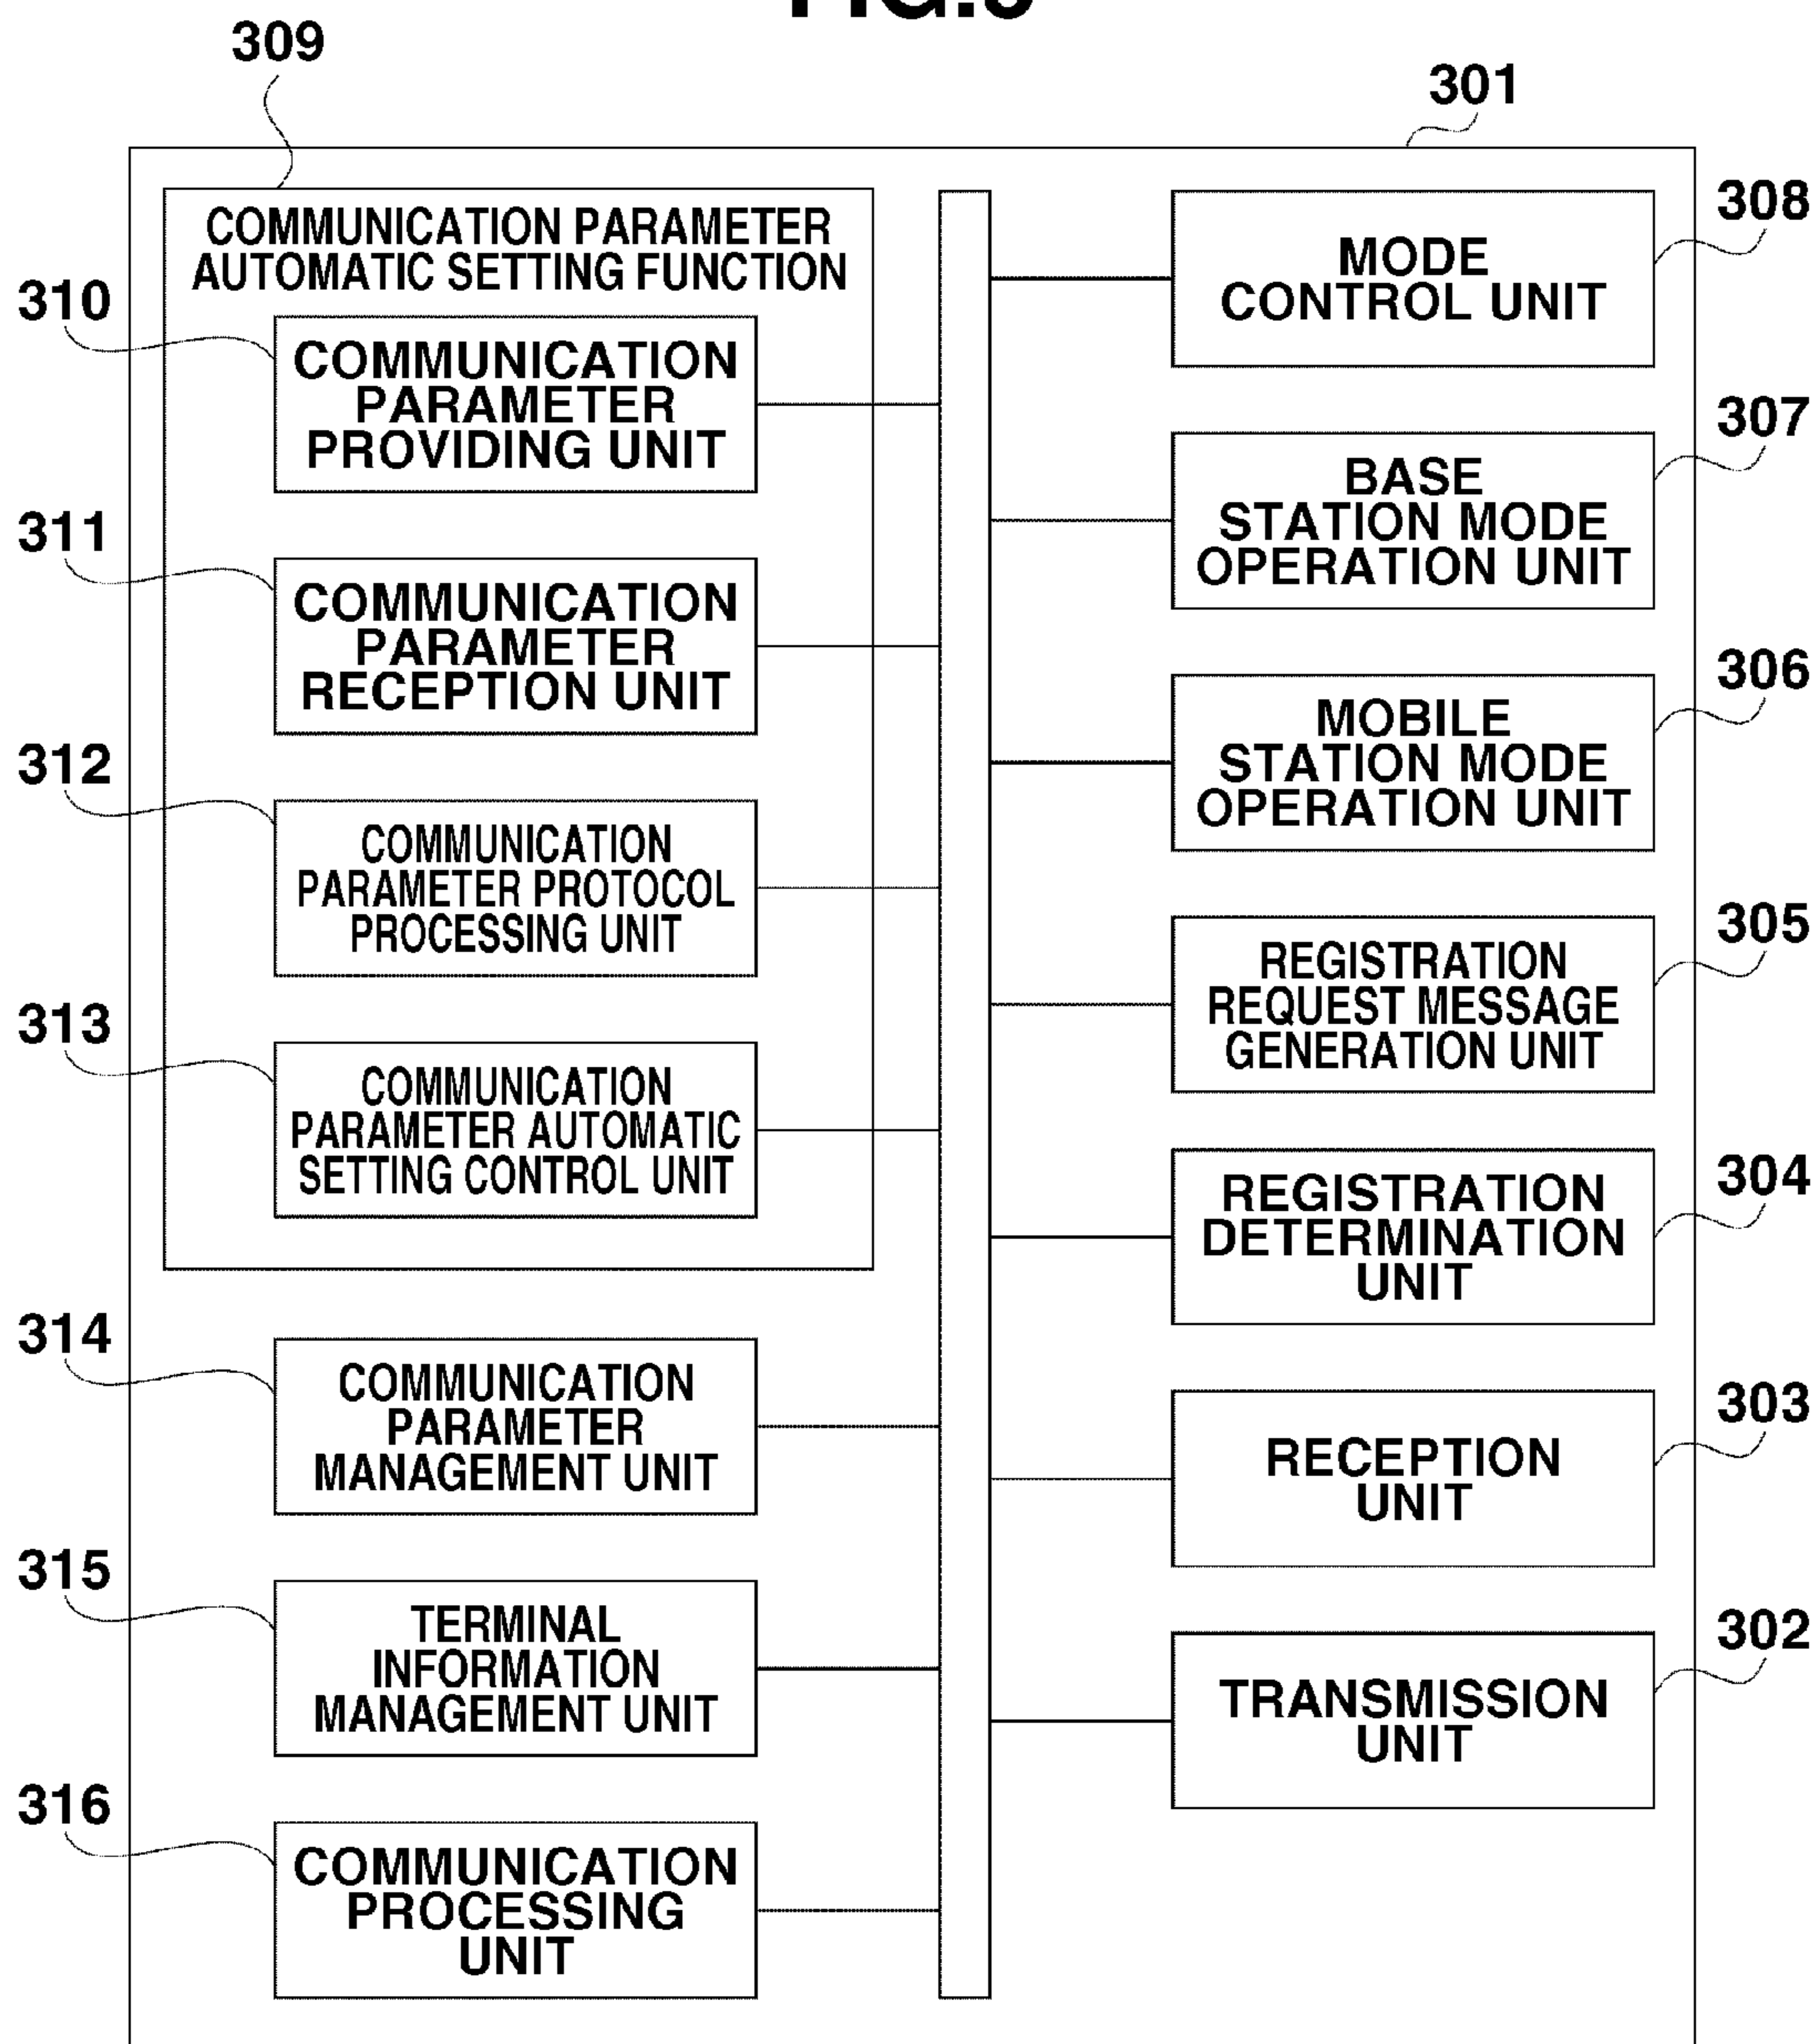 309
301
COMMUNICATION PARAMETER
AUTOMATIC SETTING FUNCTION
310
COMMUNICATION
PARAMETER
PROVIDING UNIT
311
COMMUNICATION
PARAMETER
RECEPTION UNIT
312
COMMUNICATION
PARAMETER PROTOCOL
PROCESSING UNIT
313
COMMUNICATION
PARAMETER AUTOMATIC
SETTING CONTROL UNIT
314
COMMUNICATION
PARAMETER
MANAGEMENT UNIT
315
TERMINAL
INFORMATION
MANAGEMENT UNIT
316
COMMUNICATION
PROCESSING
UNIT
308
MODE
CONTROL UNIT
307
BASE
STATION MODE
OPERATION UNIT
306
MOBILE
STATION MODE
OPERATION UNIT
305
REGISTRATION
REQUEST MESSAGE
GENERATION UNIT
304
REGISTRATION
DETERMINATION
UNIT
303
RECEPTION
UNIT
302
TRANSMISSION
UNIT